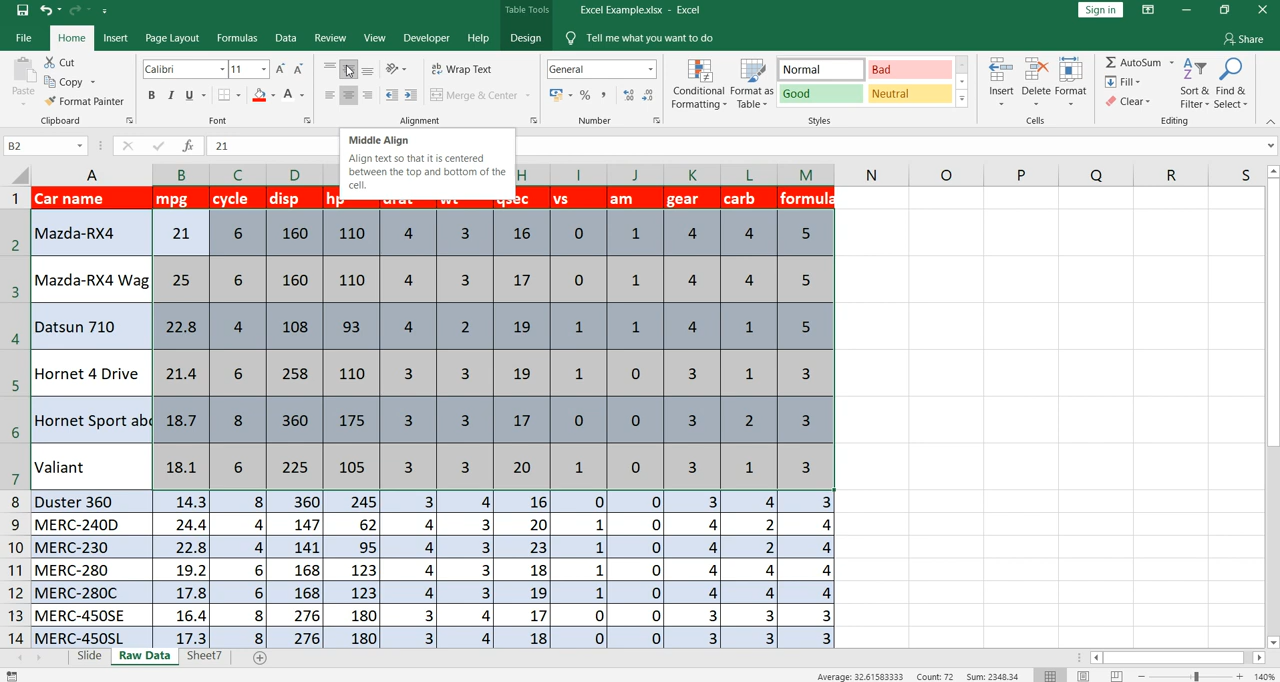 Table Tools
Excel Example.xlsx - Excel
Sign in
File Home Insert Page Layout Formulas Data Review View Developer Help Design Tell me what you want to do Share
Paste
Cut
Copy
Format Painter
Clipboard
Calibri 11
B I U
Font
Wrap Text
Merge & Center
Alignment
General
%
Number
Conditional Formatting
Format as Table
Normal Bad
Good Neutral
Styles
Insert Delete Format
Cells
AutoSum
Fill
Clear
Sort & Filter
Find & Select
Editing
B2 fx 21
Middle Align
Align text so that it is centered
between the top and bottom of the
cell.
A B C D H I J K L M N O P Q R S
1 Car name mpg cycle disp hp drat wt qsec vs am gear carb formula
2 Mazda-RX4 21 6 160 110 4 3 16 0 1 4 4 5
3 Mazda-RX4 Wag 25 6 160 110 4 3 17 0 1 4 4 5
4 Datsun 710 22.8 4 108 93 4 2 19 1 1 4 1 5
5 Hornet 4 Drive 21.4 6 258 110 3 3 19 1 0 3 1 3
6 Hornet Sport abo 18.7 8 360 175 3 3 17 0 0 3 2 3
7 Valiant 18.1 6 225 105 3 3 20 1 0 3 1 3
8 Duster 360 14.3 8 360 245 3 4 16 0 0 3 4 3
9 MERC-240D 24.4 4 147 62 4 3 20 1 0 4 2 4
10 MERC-230 22.8 4 141 95 4 3 23 1 0 4 2 4
11 MERC-280 19.2 6 168 123 4 3 18 1 0 4 4 4
12 MERC-280C 17.8 6 168 123 4 3 19 1 0 4 4 4
13 MERC-450SE 16.4 8 276 180 3 4 17 0 0 3 3 3
14 MERC-450SL 17.3 8 276 180 3 4 18 0 0 3 3 3
Slide Raw Data Sheet7
Average: 32.61583333 Count: 72 Sum: 2348.34 140%